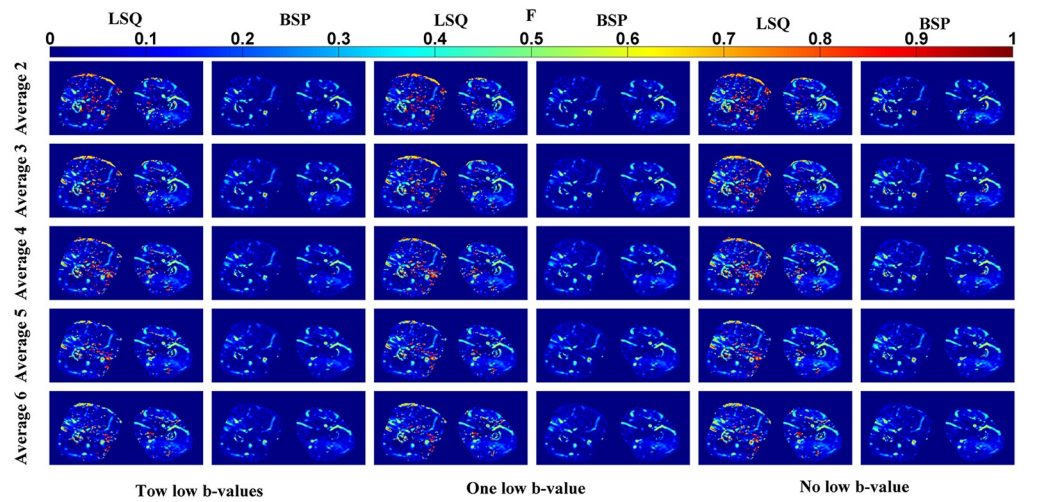 LSQ BSP LSQ F BSP LSQ BSP
0 0.1 0.2 0.3 0.4 0.5 0.6 0.7 0.8 0.9 1
Average 2
Average 3
Average 4
Average 5
Average 6
Tow low b-values One low b-value No low b-value